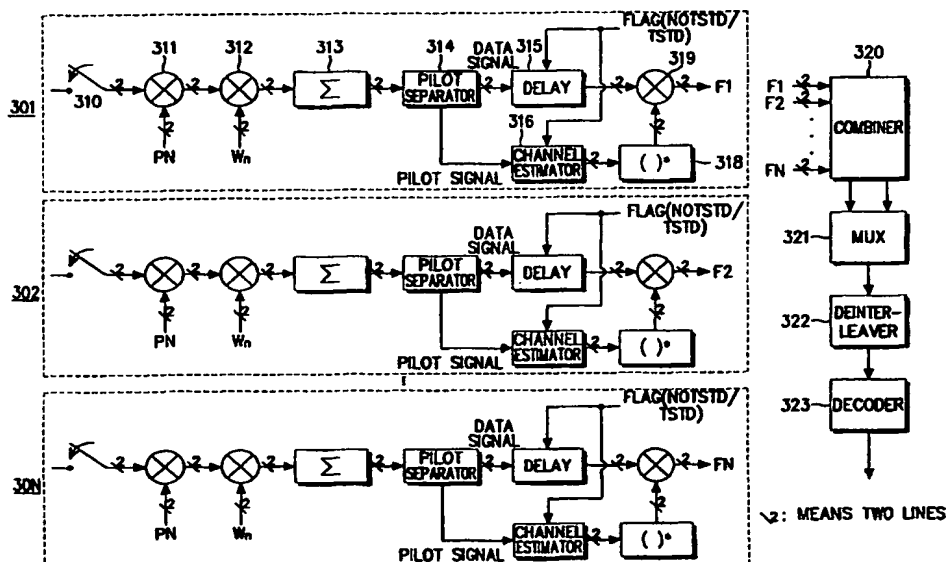 301
310
311
312
313
314
DATA SIGNAL
315
FLAG(NOTSTD/TSTD)
319
Σ
PILOT SEPARATOR
DELAY
F1
2
PN
2
Wn
316
CHANNEL ESTIMATOR
( )*
318
PILOT SIGNAL
302
DATA SIGNAL
FLAG(NOTSTD/TSTD)
Σ
PILOT SEPARATOR
DELAY
F2
PN
Wn
CHANNEL ESTIMATOR
( )*
PILOT SIGNAL
30N
DATA SIGNAL
FLAG(NOTSTD/TSTD)
Σ
PILOT SEPARATOR
DELAY
FN
PN
Wn
CHANNEL ESTIMATOR
( )*
PILOT SIGNAL
320
F1
F2
FN
COMBINER
321
MUX
322
DEINTER-
LEAVER
323
DECODER
2: MEANS TWO LINES